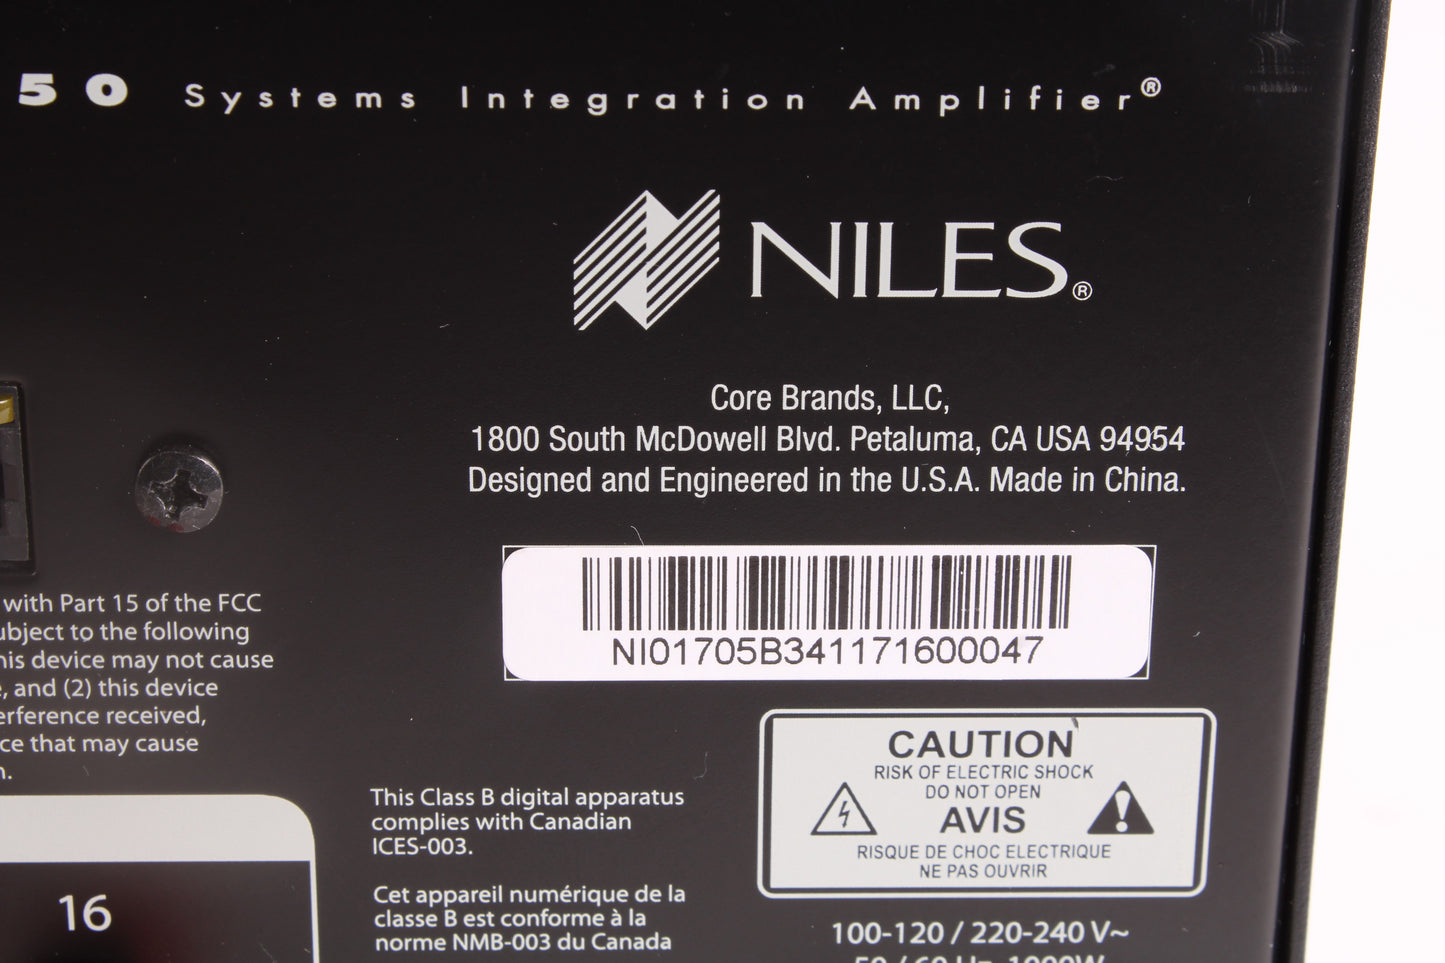 50 Systems Integration Amplifier®
NILES®
Core Brands, LLC,
1800 South McDowell Blvd. Petaluma, CA USA 94954
Designed and Engineered in the U.S.A. Made in China.
NI01705B341171600047
with Part 15 of the FCC
ubject to the following
his device may not cause
, and (2) this device
erference received,
ce that may cause
n.
16
This Class B digital apparatus
complies with Canadian
ICES-003.
Cet appareil numérique de la
classe B est conforme à la
norme NMB-003 du Canada
CAUTION
RISK OF ELECTRIC SHOCK
DO NOT OPEN
AVIS
RISQUE DE CHOC ELECTRIQUE
NE PAS OUVRIR
100-120 / 220-240 V~
50 / 60 Hz 1000W